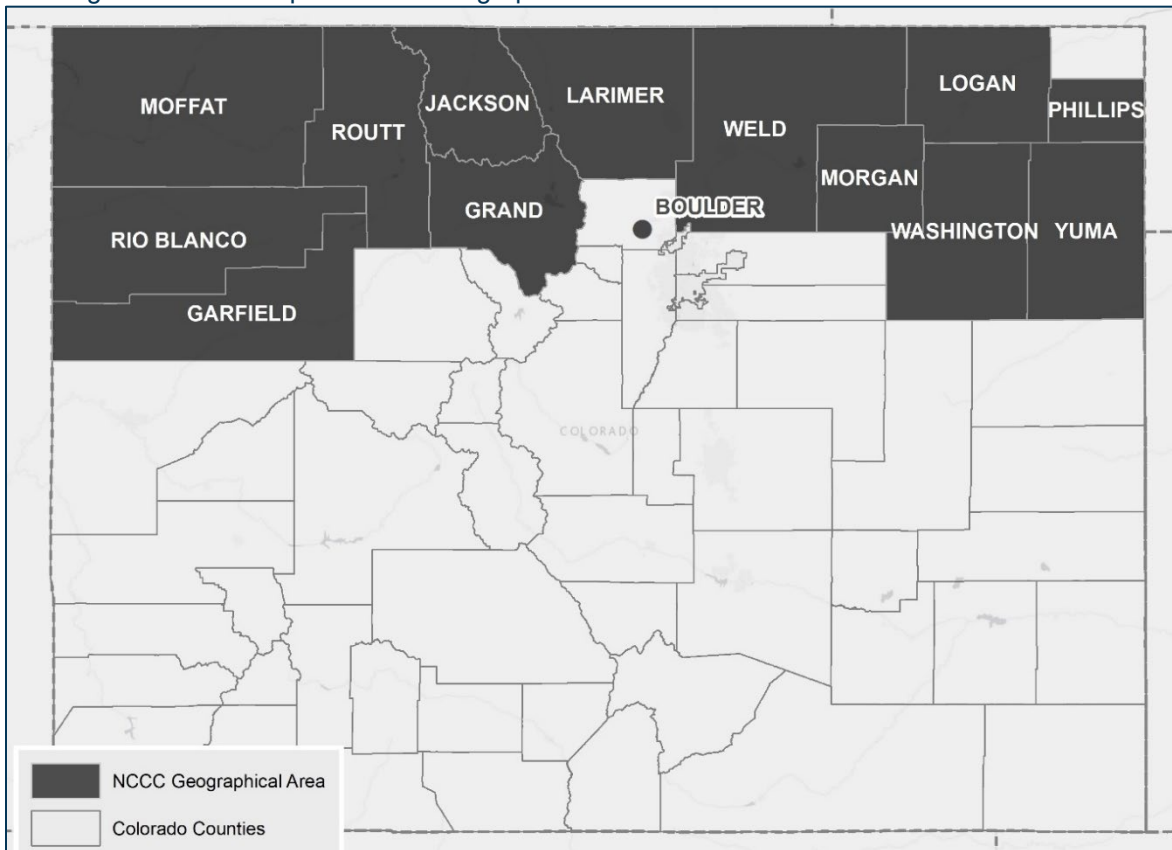 MOFFAT
ROUTT
JACKSON
LARIMER
WELD
LOGAN
PHILLIPS
MORGAN
GRAND
BOULDER
RIO BLANCO
WASHINGTON
YUMA
GARFIELD
COLORADO
NCCC Geographical Area
Colorado Counties